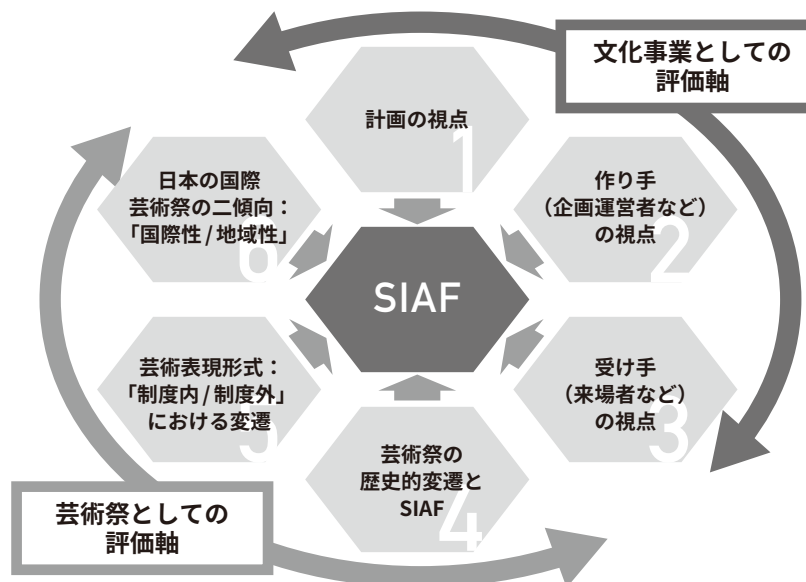 文化事業としての
評価軸
計画の視点
1
作り手
（企画運営者など）
の視点
2
受け手
（来場者など）
の視点
3
芸術祭の
歴史的変遷と
SIAF
4
芸術表現形式：
「制度内 / 制度外」
における変遷
5
日本の国際
芸術祭の二傾向：
「国際性 / 地域性」
6
SIAF
芸術祭としての
評価軸